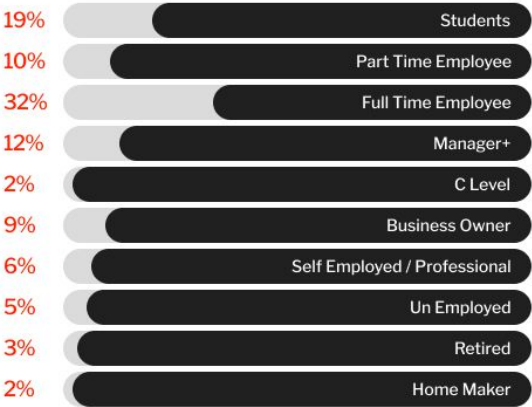 19% Students
10% Part Time Employee
32% Full Time Employee
12% Manager+
2% C Level
9% Business Owner
6% Self Employed / Professional
5% Un Employed
3% Retired
2% Home Maker